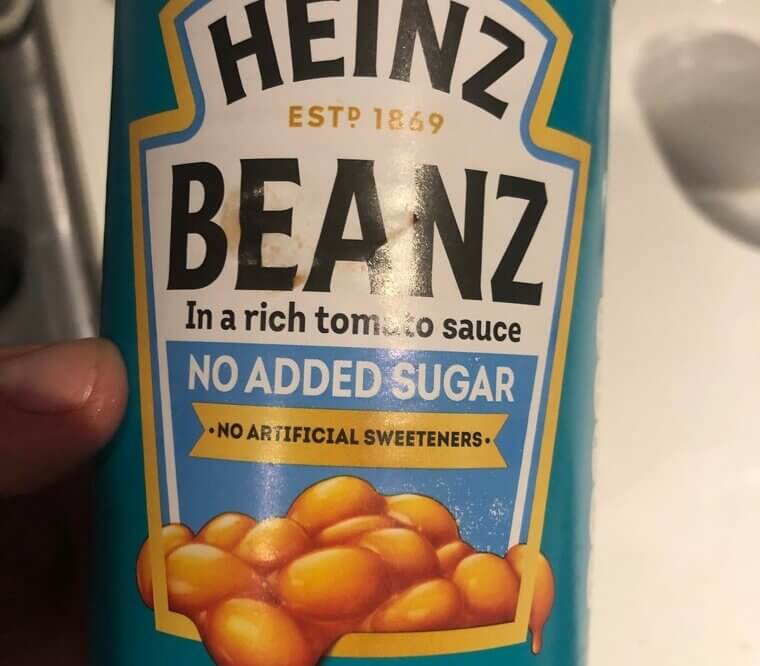 HEINZ
ESTD 1869
BEANZ
In a rich tomato sauce
NO ADDED SUGAR
•NO ARTIFICIAL SWEETENERS•